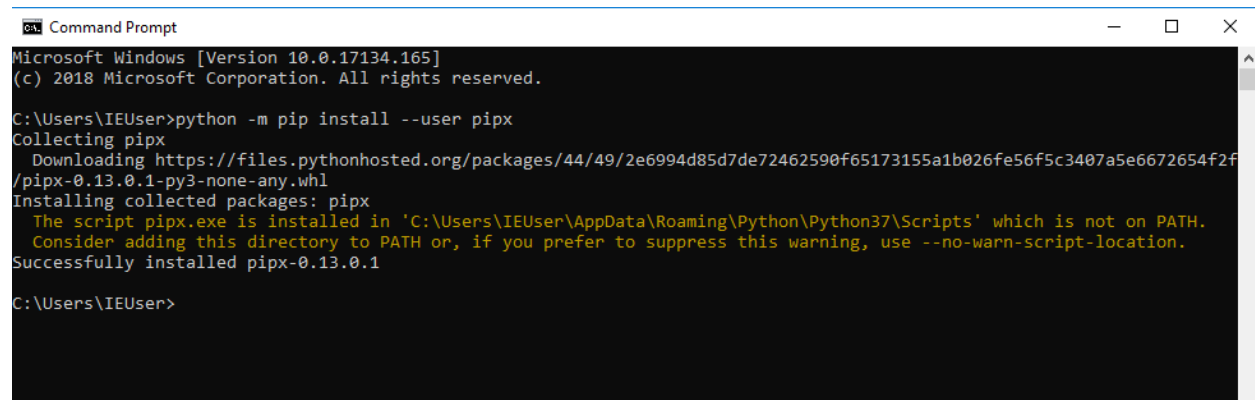 Command Prompt
Microsoft Windows [Version 10.0.17134.165]
(c) 2018 Microsoft Corporation. All rights reserved.
C:\Users\IEUser>python -m pip install --user pipx
Collecting pipx
  Downloading https://files.pythonhosted.org/packages/44/49/2e6994d85d7de72462590f65173155a1b026fe56f5c3407a5e6672654f2f
/pipx-0.13.0.1-py3-none-any.whl
Installing collected packages: pipx
  The script pipx.exe is installed in 'C:\Users\IEUser\AppData\Roaming\Python\Python37\Scripts' which is not on PATH.
  Consider adding this directory to PATH or, if you prefer to suppress this warning, use --no-warn-script-location.
Successfully installed pipx-0.13.0.1
C:\Users\IEUser>